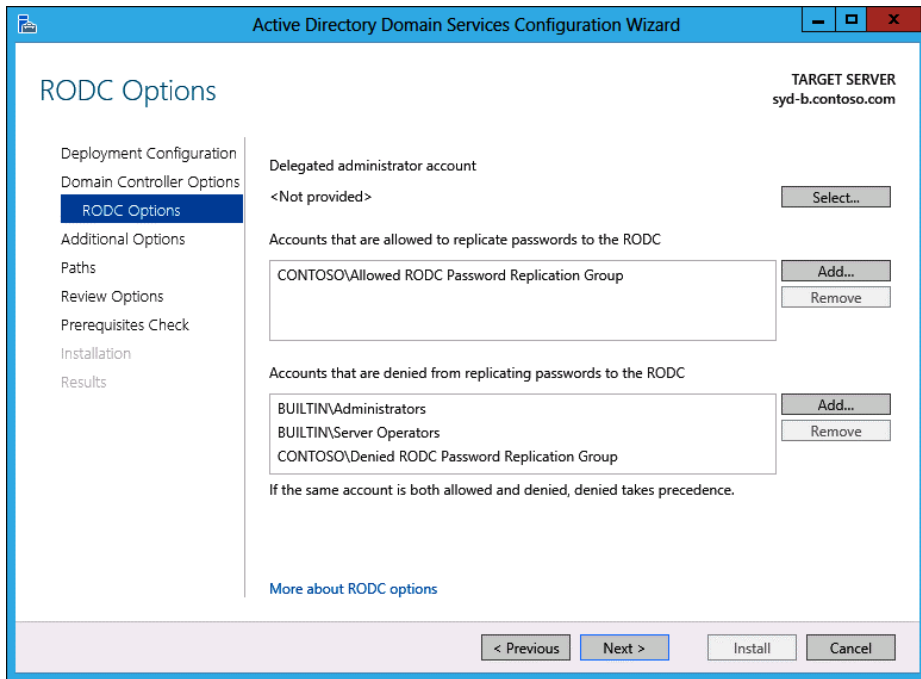 Active Directory Domain Services Configuration Wizard
RODC Options
TARGET SERVER
syd-b.contoso.com
Deployment Configuration
Domain Controller Options
RODC Options
Additional Options
Paths
Review Options
Prerequisites Check
Installation
Results
Delegated administrator account
<Not provided>
Select...
Accounts that are allowed to replicate passwords to the RODC
CONTOSO\Allowed RODC Password Replication Group
Add...
Remove
Accounts that are denied from replicating passwords to the RODC
BUILTIN\Administrators
BUILTIN\Server Operators
CONTOSO\Denied RODC Password Replication Group
Add...
Remove
If the same account is both allowed and denied, denied takes precedence.
More about RODC options
< Previous
Next >
Install
Cancel